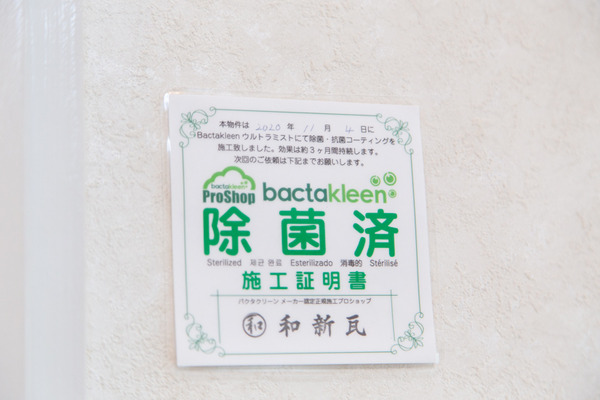 本物件は 2020 年 11 月 4 日に
Bactakleen ウルトラミストにて除菌・抗菌コーティングを
施工致しました。効果は約3ヶ月間持続します。
次回のご依頼は下記までお願いします。
bactakleen
ProShop
bactakleen
除菌済
Sterilized 제균 완료 Esterilizado 消毒的 Stérilisé
施工証明書
バクタクリーン メーカー認定正規施工プロショップ
和 和新瓦